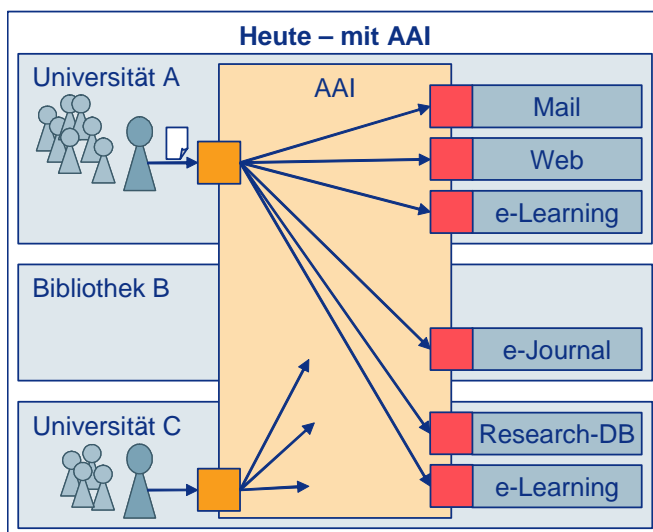 Heute – mit AAI
Universität A
AAI
Mail
Web
e-Learning
Bibliothek B
e-Journal
Universität C
Research-DB
e-Learning